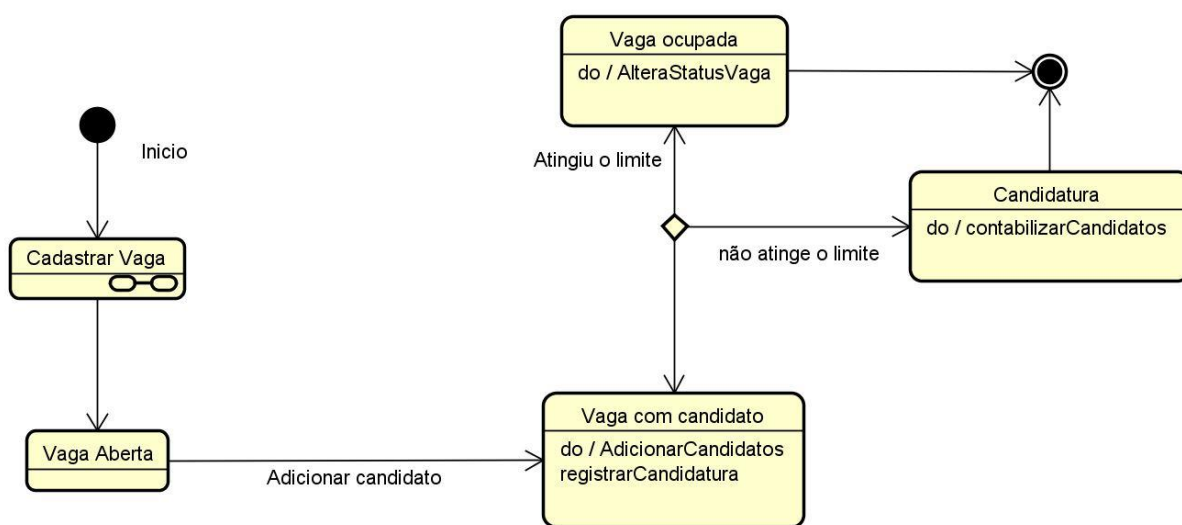 Vaga ocupada
do / AlteraStatusVaga
Inicio
Atingiu o limite
Candidatura
do / contabilizarCandidatos
não atinge o limite
Cadastrar Vaga
Vaga com candidato
do / AdicionarCandidatos
registrarCandidatura
Vaga Aberta
Adicionar candidato